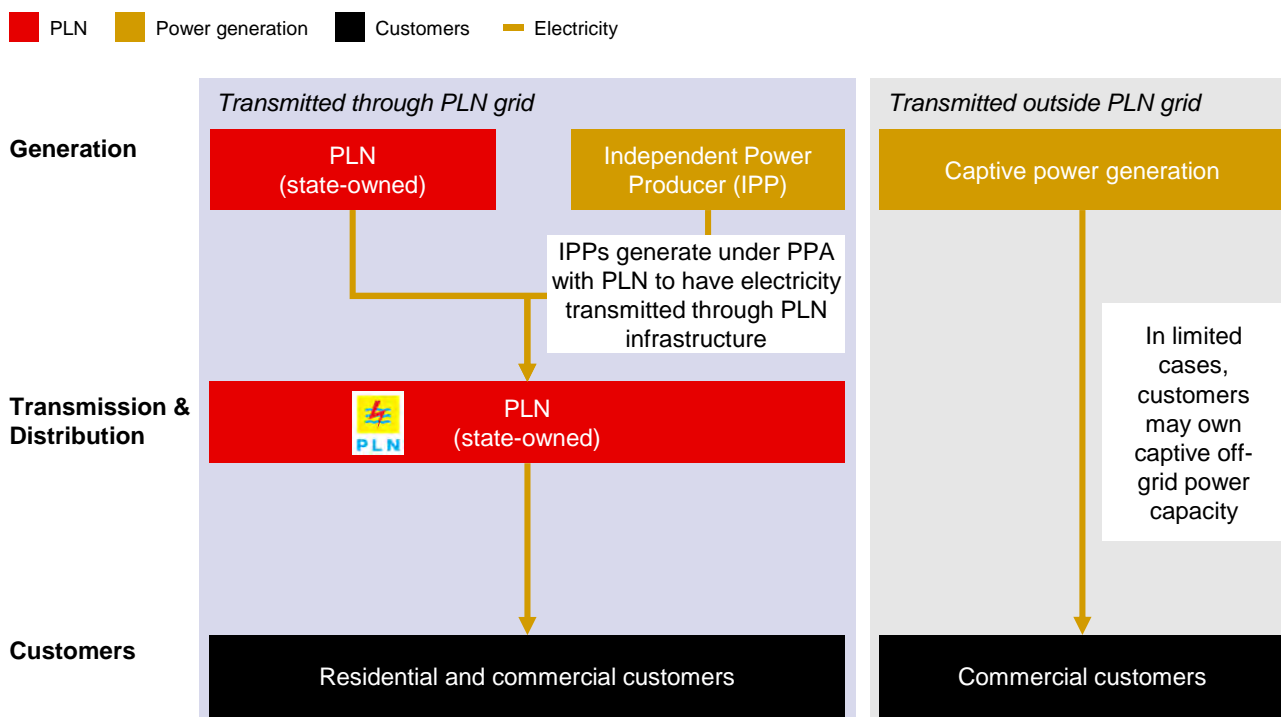 PLN
Power generation
Customers
Electricity
Transmitted through PLN grid
Transmitted outside PLN grid
Generation
PLN
(state-owned)
Independent Power
Producer (IPP)
Captive power generation
IPPs generate under PPA
with PLN to have electricity
transmitted through PLN
infrastructure
In limited
cases,
customers
may own
captive off-
grid power
capacity
Transmission &
Distribution
PLN
PLN
(state-owned)
Customers
Residential and commercial customers
Commercial customers